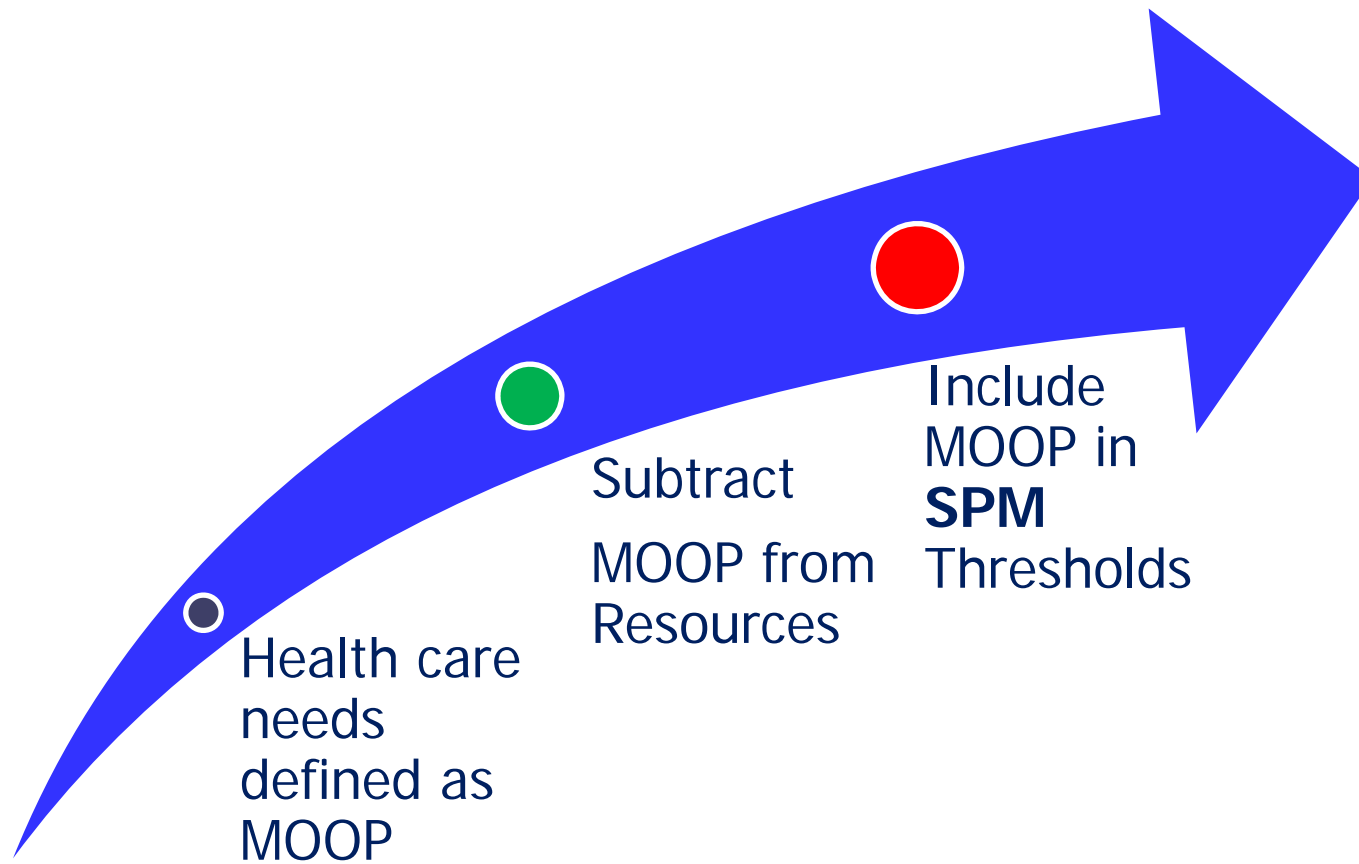 Health care
needs
defined as
MOOP
Subtract
MOOP from
Resources
Include
MOOP in
SPM
Thresholds